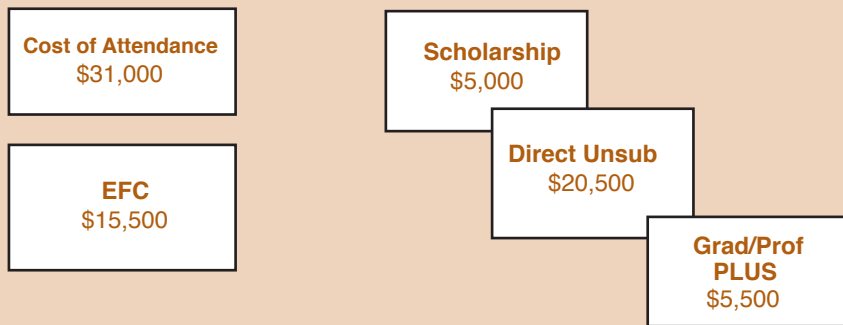 Cost of Attendance
$31,000
EFC
$15,500
Scholarship
$5,000
Direct Unsub
$20,500
Grad/Prof
PLUS
$5,500